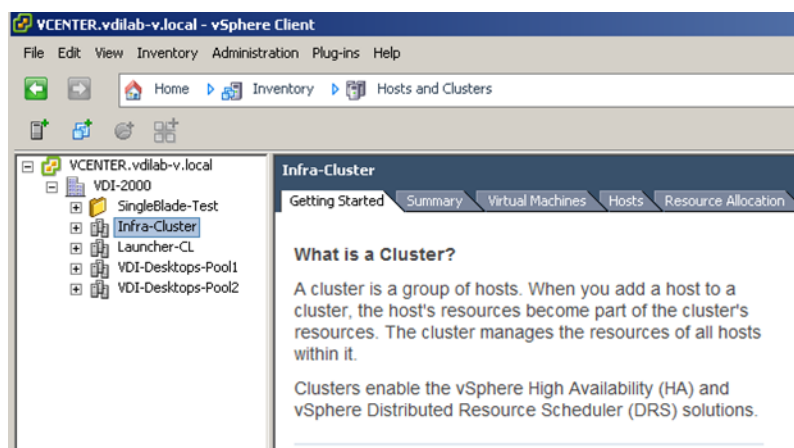 VCENTER.vdilab-v.local - vSphere Client
File Edit View Inventory Administration Plug-ins Help
Home Inventory Hosts and Clusters
VCENTER.vdilab-v.local
VDI-2000
SingleBlade-Test
Infra-Cluster
Launcher-CL
VDI-Desktops-Pool1
VDI-Desktops-Pool2
Infra-Cluster
Getting Started Summary Virtual Machines Hosts Resource Allocation
What is a Cluster?
A cluster is a group of hosts. When you add a host to a
cluster, the host's resources become part of the cluster's
resources. The cluster manages the resources of all hosts
within it.
Clusters enable the vSphere High Availability (HA) and
vSphere Distributed Resource Scheduler (DRS) solutions.